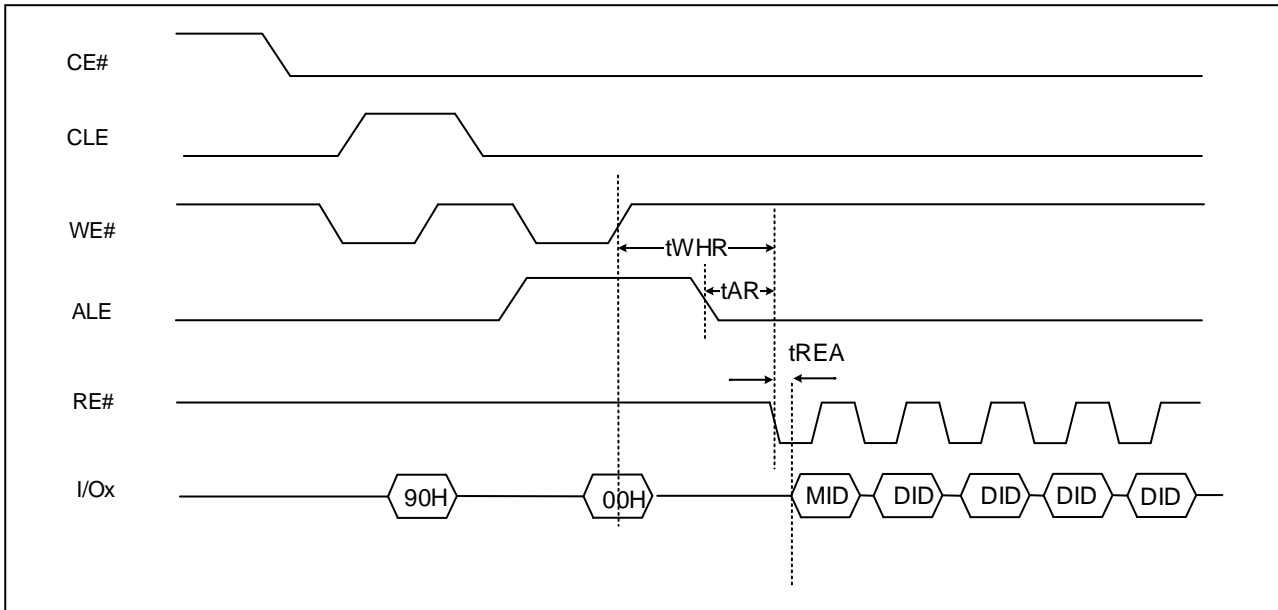 CE#
CLE
WE#
tWHR
tAR
ALE
tREA
RE#
I/Ox
90H
00H
MID
DID
DID
DID
DID